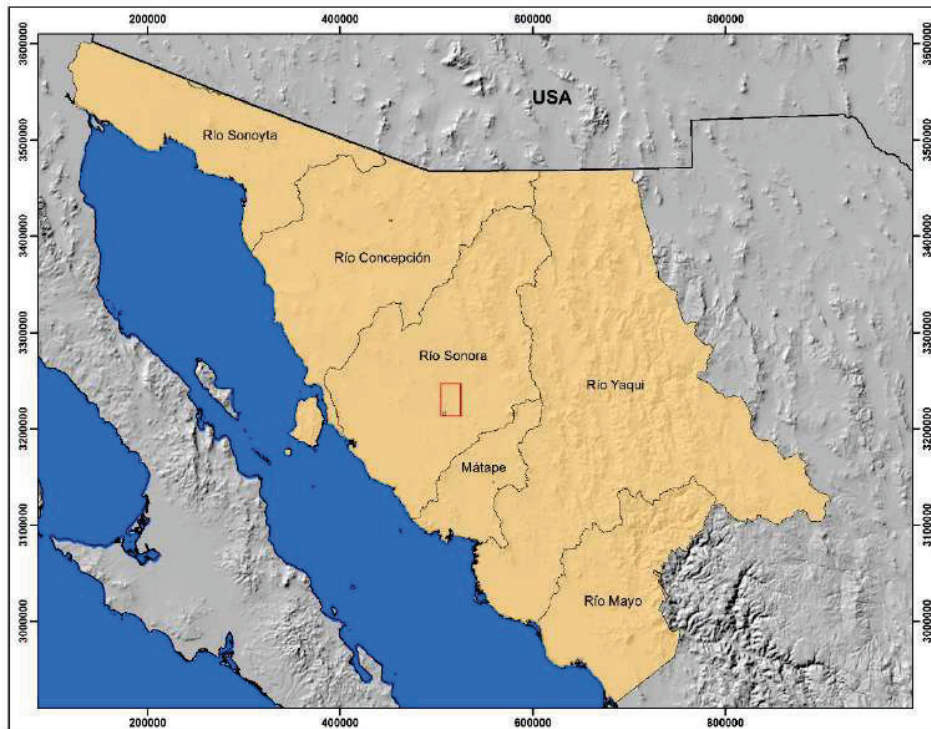 200000 400000 600000 800000
3600000 3600000
USA
Río Sonoyta
3500000 3500000
3400000 3400000
Río Concepción
3300000 3300000
Río Sonora
Río Yaqui
3200000 3200000
Mátape
3100000 3100000
Río Mayo
3000000 3000000
200000 400000 600000 800000